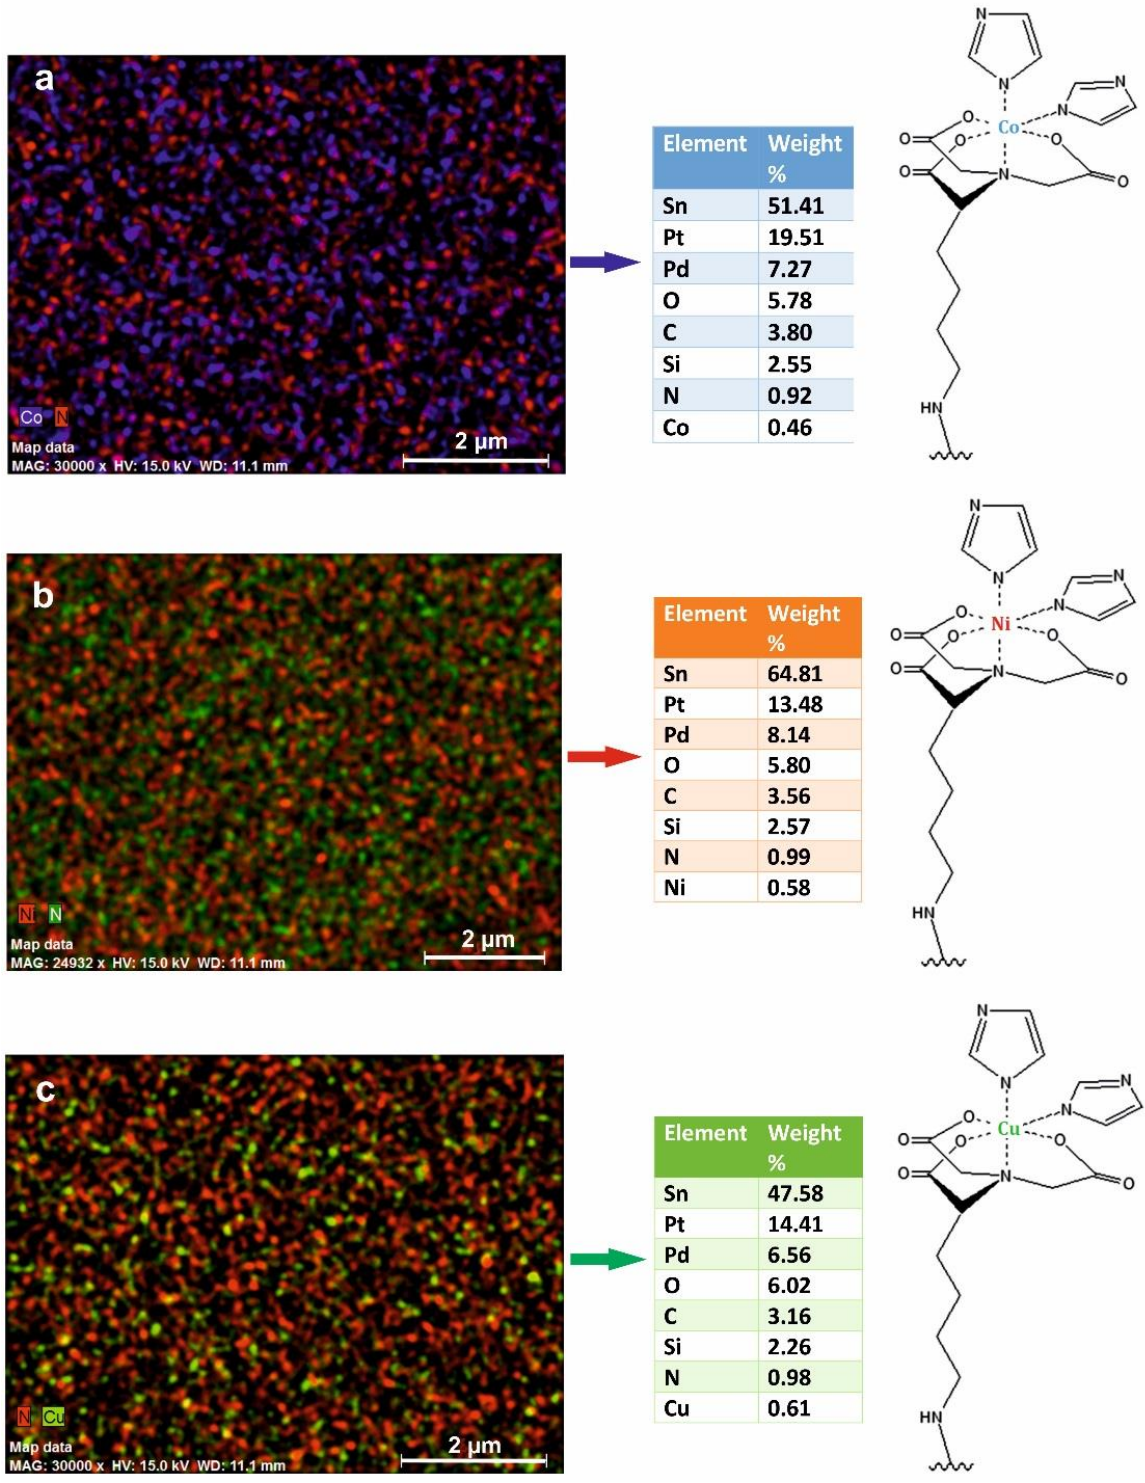 a
Co N
Map data
MAG: 30000 x HV: 15.0 kV WD: 11.1 mm
2 µm
Element Weight
%
Sn 51.41
Pt 19.51
Pd 7.27
O 5.78
C 3.80
Si 2.55
N 0.92
Co 0.46
N
N
N
N
O
Co
O
O
O
O
N
O
HN
b
Ni N
Map data
MAG: 24932 x HV: 15.0 kV WD: 11.1 mm
2 µm
Element Weight
%
Sn 64.81
Pt 13.48
Pd 8.14
O 5.80
C 3.56
Si 2.57
N 0.99
Ni 0.58
N
N
N
N
O
Ni
O
O
O
O
N
O
HN
c
N Cu
Map data
MAG: 30000 x HV: 15.0 kV WD: 11.1 mm
2 µm
Element Weight
%
Sn 47.58
Pt 14.41
Pd 6.56
O 6.02
C 3.16
Si 2.26
N 0.98
Cu 0.61
N
N
N
N
O
Cu
O
O
O
O
N
O
HN